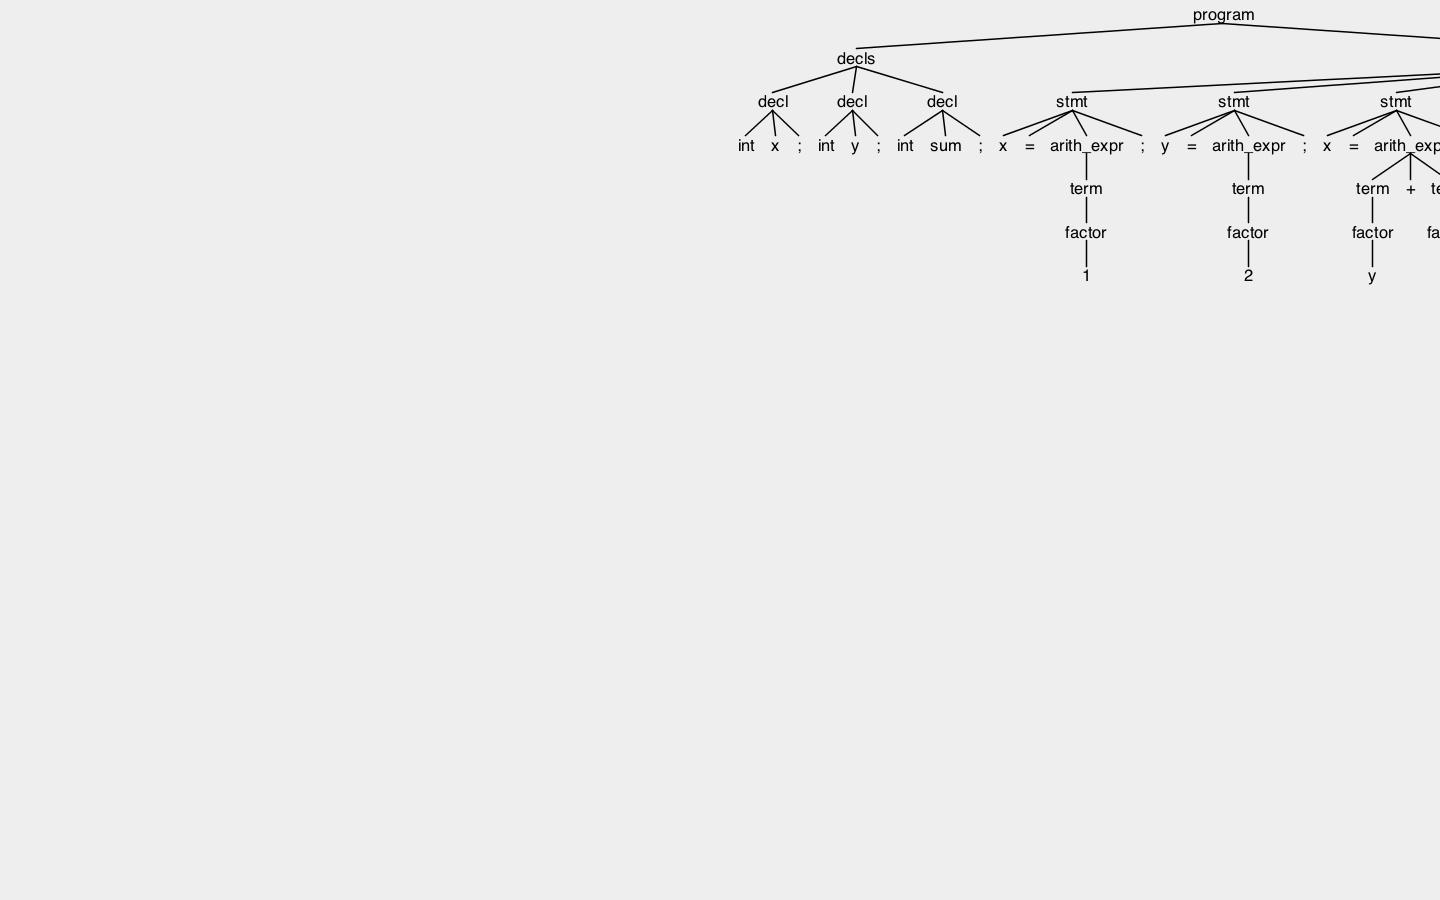 program
decls
decl decl decl stmt stmt stmt
int x ; int y ; int sum ; x = arith_expr ; y = arith_expr ; x = arith_exp
term term term + te
factor factor factor fa
1 2 y